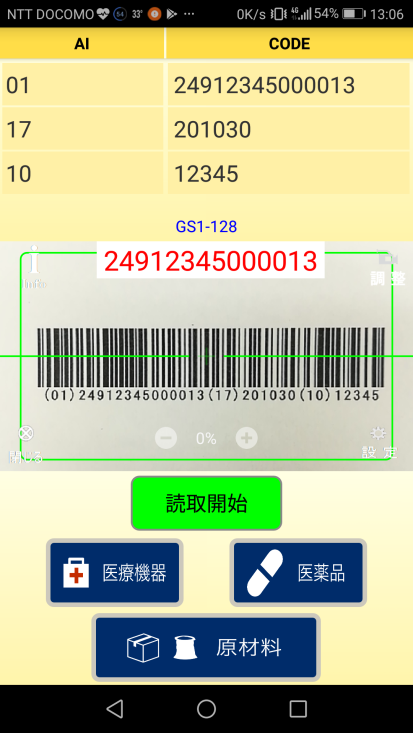 NTT DOCOMO 54 33° 0K/s 4G 54% 13:06
AI CODE
01 24912345000013
17 201030
10 12345
GS1-128
24912345000013
Info
調整
(01)24912345000013(17)201030(10)12345
0%
閉じる
設定
読取開始
医療機器
医薬品
原材料